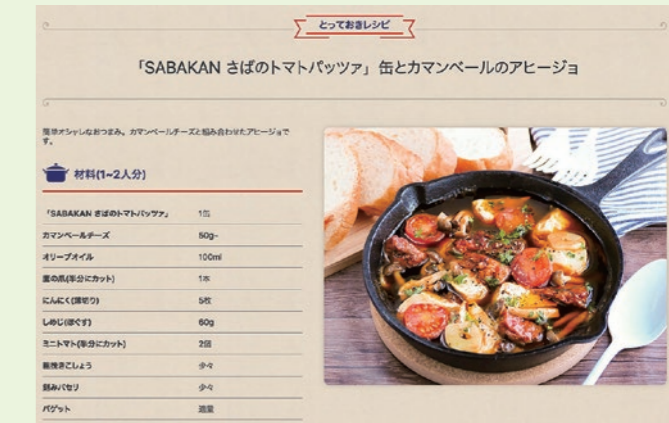 とっておきレシピ
「SABAKAN さばのトマトパッツァ」缶とカマンベールのアヒージョ
簡単オシャレなおつまみ。カマンベールチーズと組み合わせたアヒージョで
す。
材料(1~2人分)
「SABAKAN さばのトマトパッツァ」 1缶
カマンベールチーズ 50g~
オリーブオイル 100ml
鷹の爪(半分にカット) 1本
にんにく(薄切り) 5枚
しめじ(ほぐす) 60g
ミニトマト(半分にカット) 2個
粗挽きこしょう 少々
刻みパセリ 少々
バゲット 適量